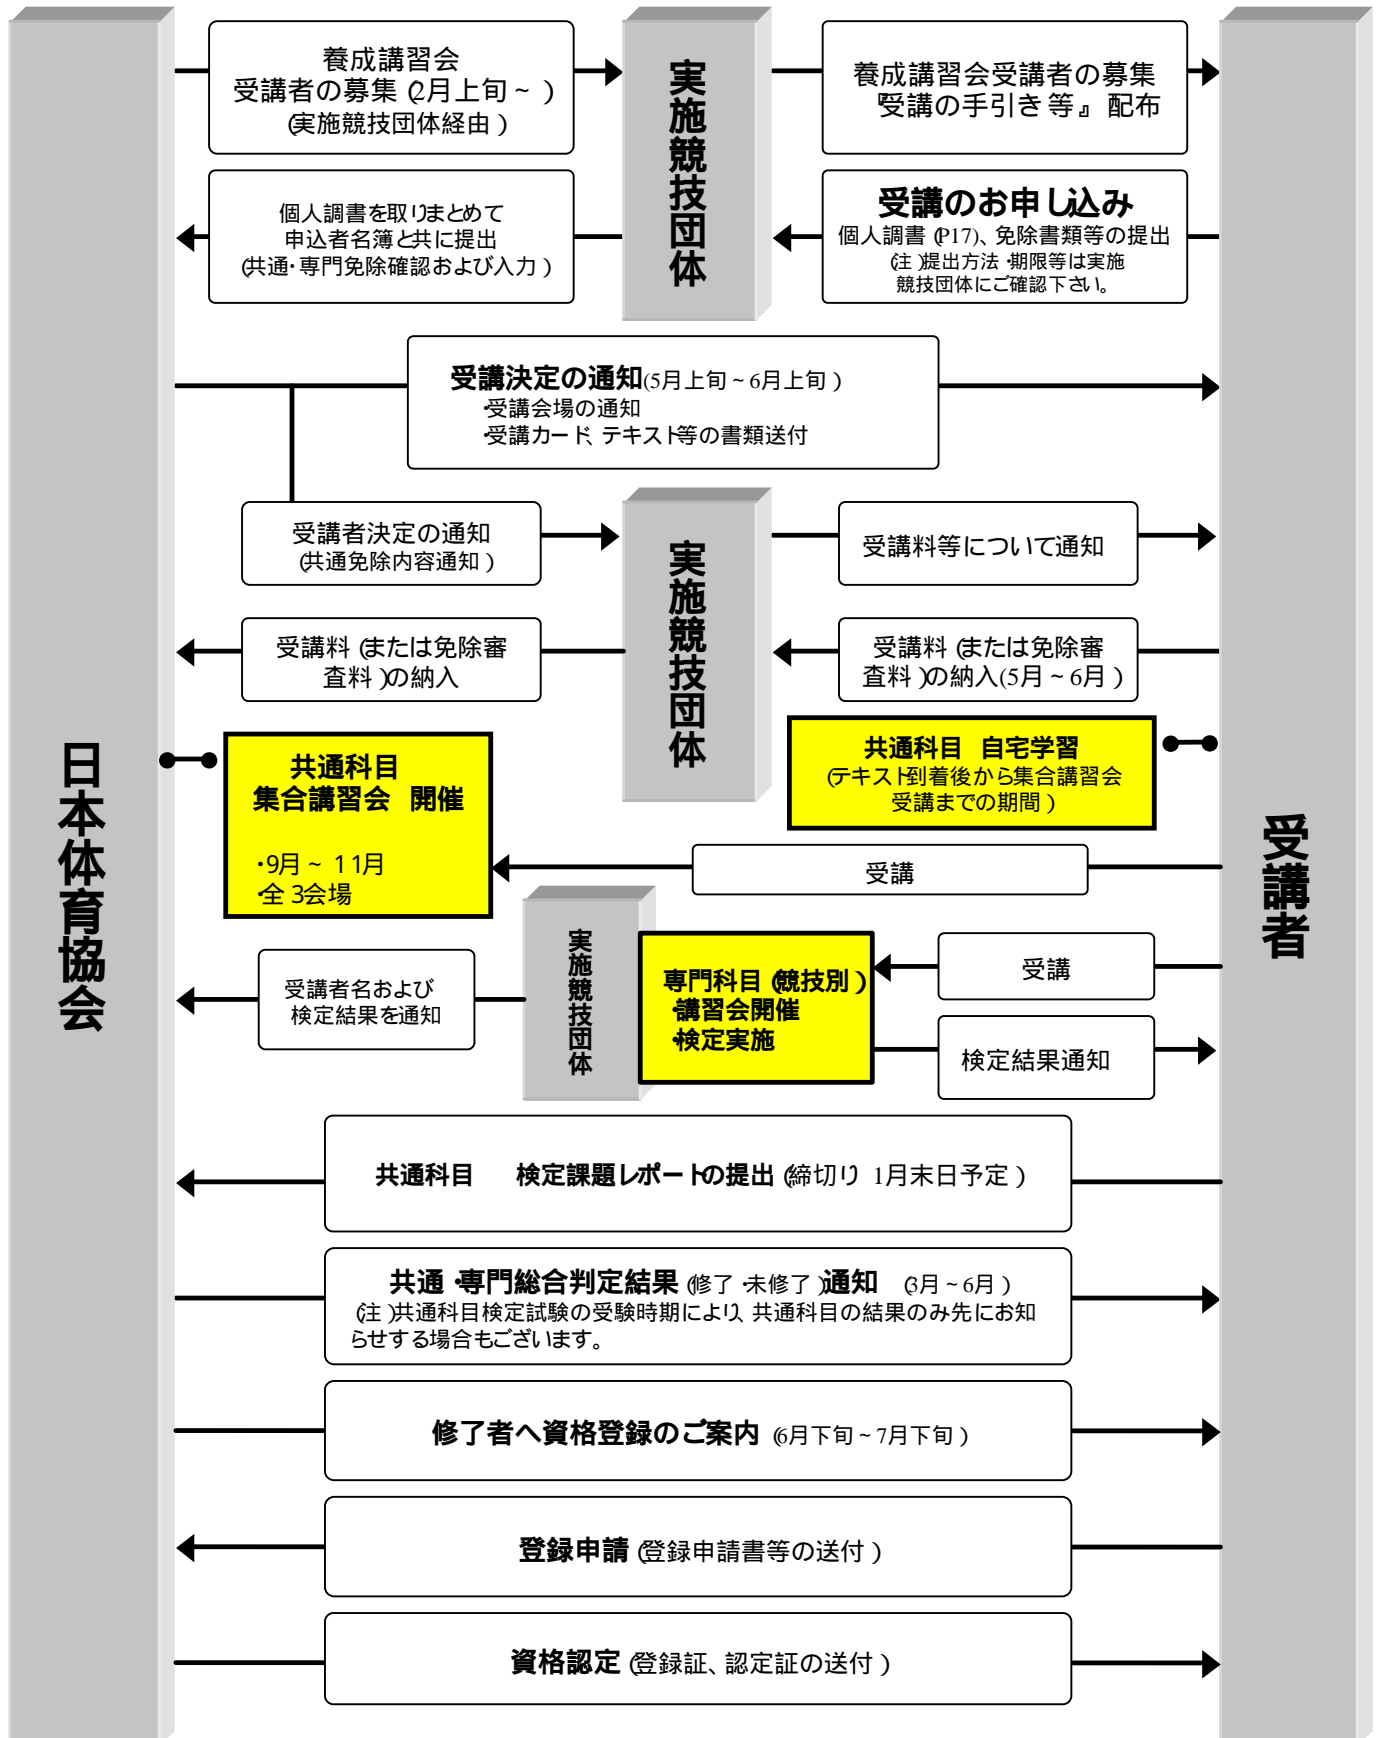 養成講習会
受講者の募集(2月上旬~)
(実施競技団体経由)
実施競技団体
養成講習会受講者の募集
『受講の手引き等』配布
個人調書を取りまとめて
申込者名簿と共に提出
(共通・専門免除確認および入力)
受講のお申し込み
個人調書(P17)、免除書類等の提出
(注)提出方法・期限等は実施
競技団体にご確認下さい。
受講決定の通知(5月上旬~6月上旬)
・受講会場の通知
・受講カード、テキスト等の書類送付
受講者決定の通知
(共通免除内容通知)
実施競技団体
受講料等について通知
受講料(または免除審
査料)の納入
受講料(または免除審
査料)の納入(5月~6月)
日本体育協会
共通科目
集合講習会 開催
・9月~11月
・全3会場
共通科目 自宅学習
(テキスト到着後から集合講習会
受講までの期間)
受講者
受講
実施競技団体
専門科目(競技別)
・講習会開催
・検定実施
受講
受講者名および
検定結果を通知
検定結果通知
共通科目 検定課題レポートの提出(締切り 1月末日予定)
共通・専門総合判定結果(修了・未修了)通知 (3月~6月)
(注)共通科目検定試験の受験時期により、共通科目の結果のみ先にお知
らせする場合もございます。
修了者へ資格登録のご案内(6月下旬~7月下旬)
登録申請(登録申請書等の送付)
資格認定(登録証、認定証の送付)